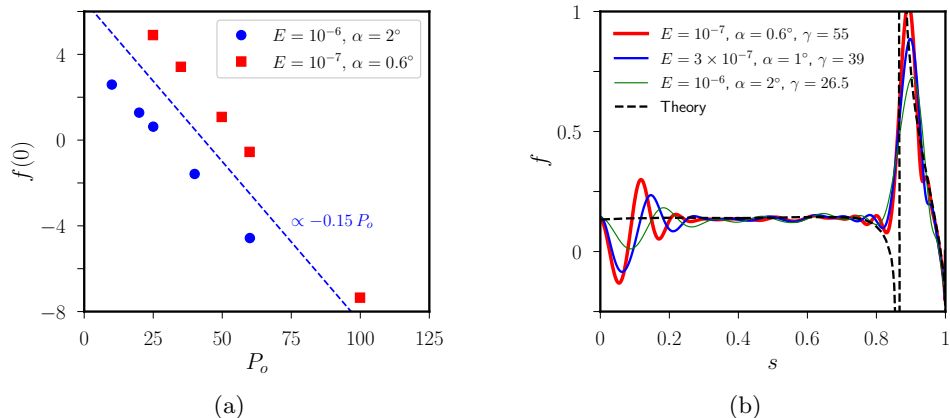 E = 10⁻⁶, α = 2°
E = 10⁻⁷, α = 0.6°
∝ −0.15 Pₒ
f(0)
4
0
−4
−8
0
25
50
75
100
125
Pₒ
(a)
E = 10⁻⁷, α = 0.6°, γ = 55
E = 3 × 10⁻⁷, α = 1°, γ = 39
E = 10⁻⁶, α = 2°, γ = 26.5
Theory
f
1
0.5
0
0
0.2
0.4
0.6
0.8
1
s
(b)